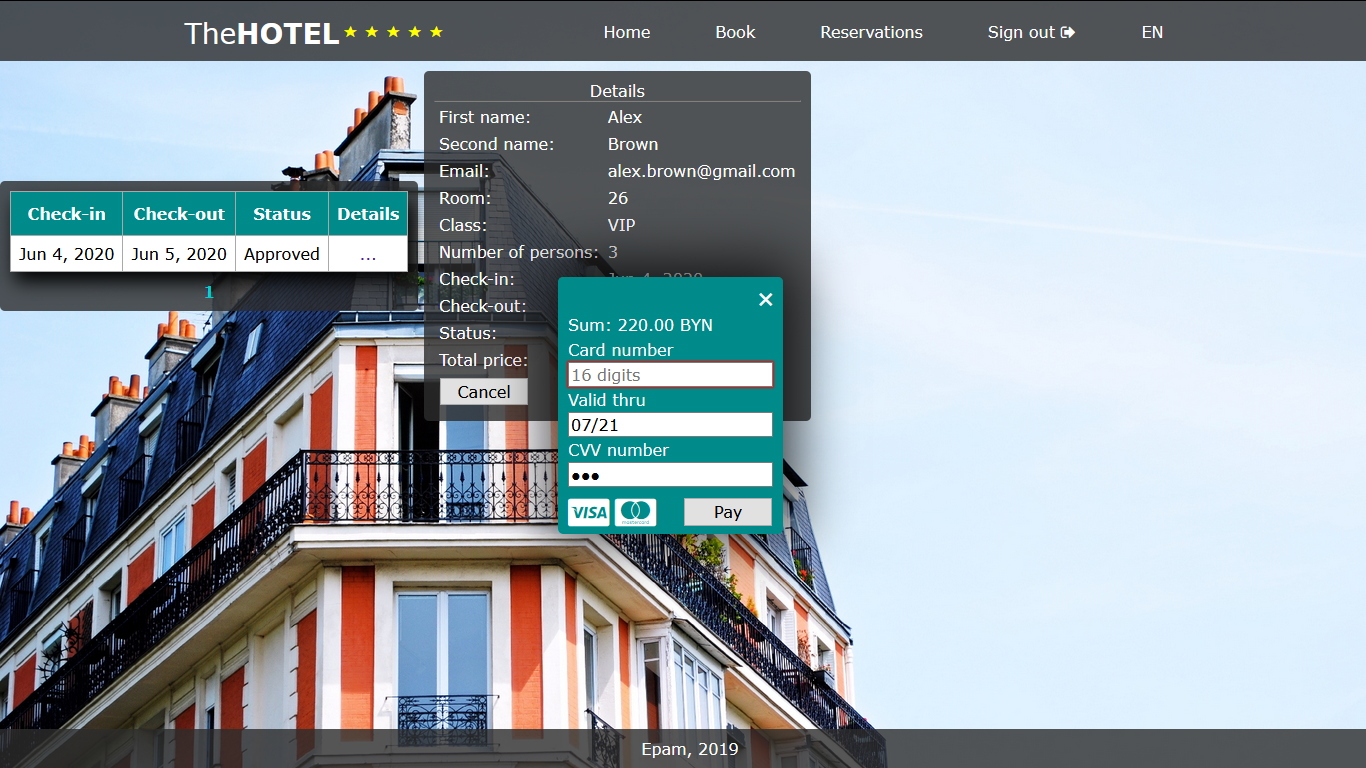 TheHOTEL ★ ★ ★ ★ ★
Home
Book
Reservations
Sign out
EN
Check-in Check-out Status Details
Jun 4, 2020 Jun 5, 2020 Approved ...
1
Details
First name: Alex
Second name: Brown
Email: alex.brown@gmail.com
Room: 26
Class: VIP
Number of persons: 3
Check-in: Jun 4, 2020
Check-out:
Status:
Total price:
Cancel
×
Sum: 220.00 BYN
Card number
16 digits
Valid thru
07/21
CVV number
●●●
VISA mastercard Pay
Epam, 2019